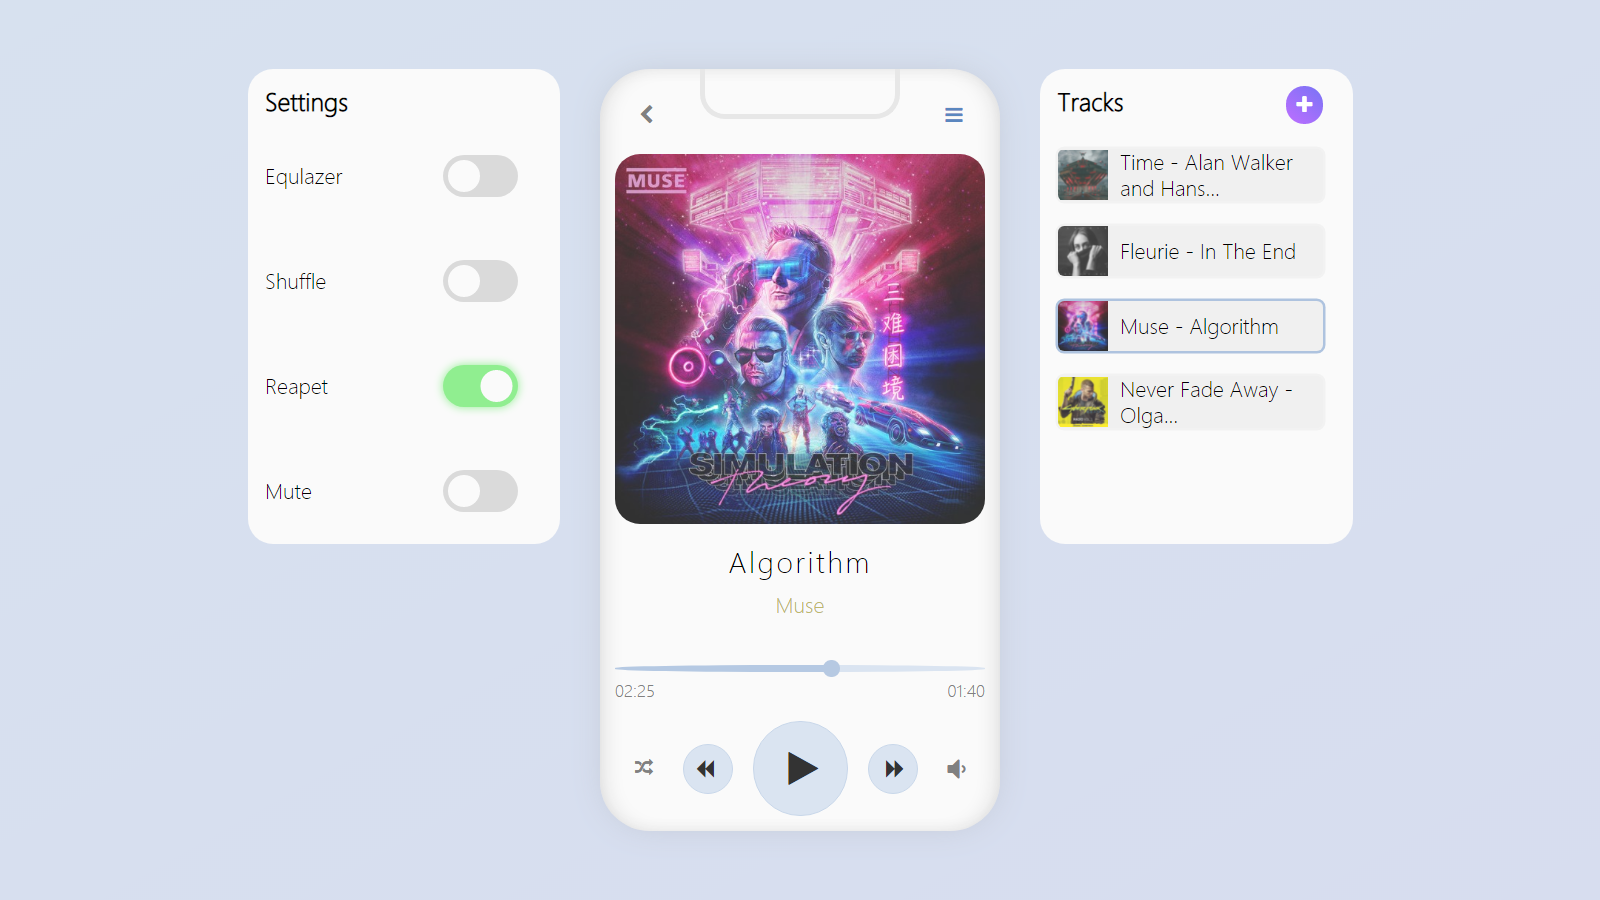 Settings
Equlazer
Shuffle
Reapet
Mute
MUSE
三
难
困
境
SIMULATION
Theory
Algorithm
Muse
02:25
01:40
Tracks
Time - Alan Walker
and Hans...
Fleurie - In The End
Muse - Algorithm
Never Fade Away -
Olga...